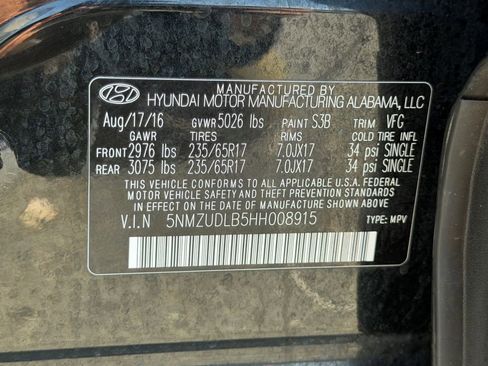 MANUFACTURED BY
HYUNDAI MOTOR MANUFACTURING ALABAMA, LLC
Aug/17/16 GVWR 5026 lbs PAINT S3B TRIM VFG
GAWR TIRES RIMS COLD TIRE INFL
FRONT 2976 lbs 235/65R17 7.0JX17 34 psi SINGLE
REAR 3075 lbs 235/65R17 7.0JX17 34 psi SINGLE
THIS VEHICLE CONFORMS TO ALL APPLICABLE U.S.A FEDERAL
MOTOR VEHICLE SAFETY AND THEFT PREVENTION STANDARDS
IN EFFECT ON THE DATE OF MANUFACTURE SHOWN ABOVE.
V.I.N 5NMZUDLB5HH008915 TYPE: MPV